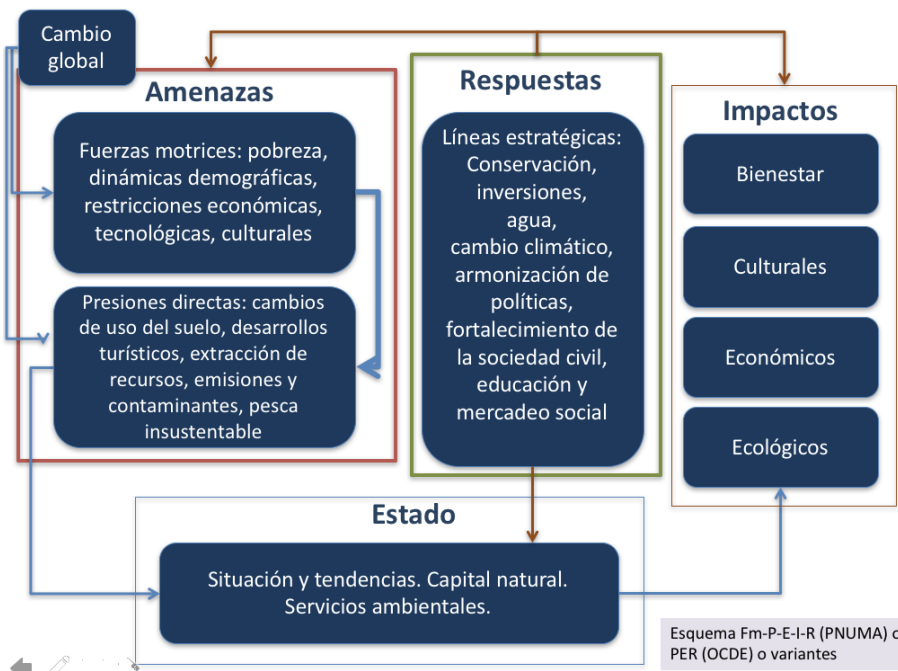 Cambio
global
Amenazas
Fuerzas motrices: pobreza,
dinámicas demográficas,
restricciones económicas,
tecnológicas, culturales
Presiones directas: cambios
de uso del suelo, desarrollos
turísticos, extracción de
recursos, emisiones y
contaminantes, pesca
insustentable
Respuestas
Líneas estratégicas:
Conservación,
inversiones,
agua,
cambio climático,
armonización de
políticas,
fortalecimiento de
la sociedad civil,
educación y
mercadeo social
Impactos
Bienestar
Culturales
Económicos
Ecológicos
Estado
Situación y tendencias. Capital natural.
Servicios ambientales.
Esquema Fm-P-E-I-R (PNUMA) o
PER (OCDE) o variantes